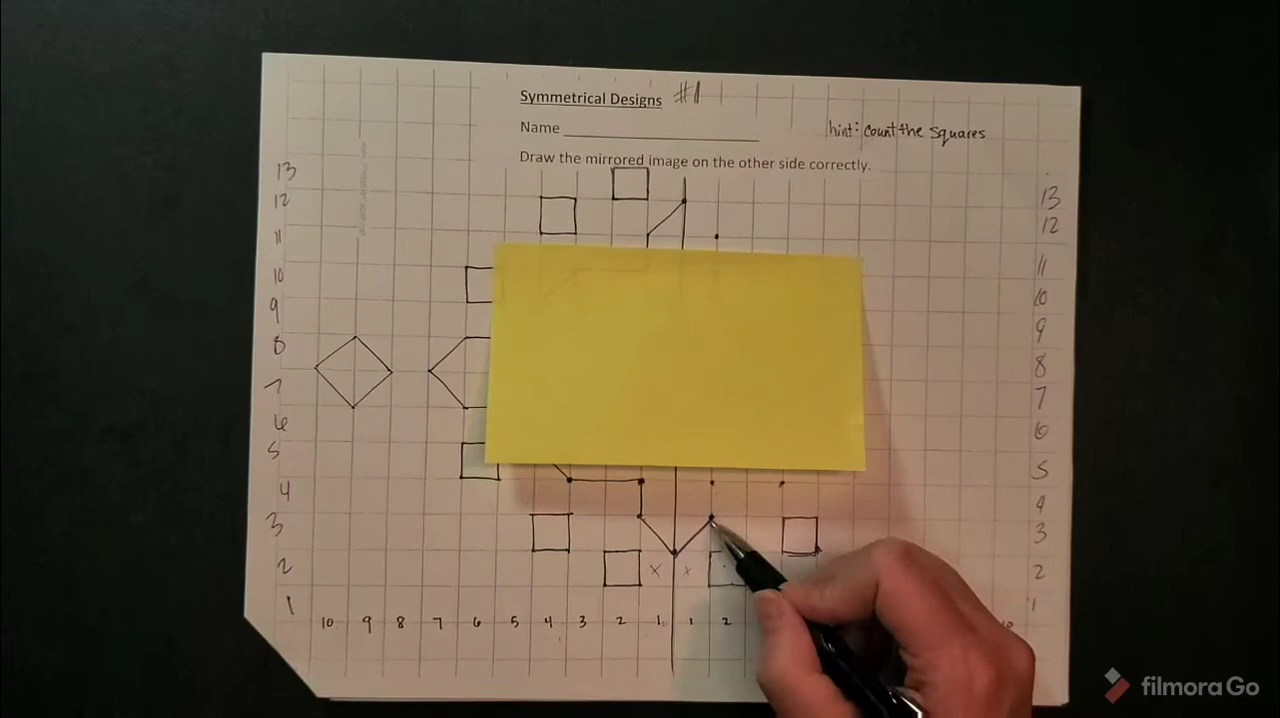 Symmetrical Designs #1
hint: count the squares
Name
Draw the mirrored image on the other side correctly.
13 13
12 12
11 11
10 10
9 9
8 8
7 7
6 6
5 5
4 4
3 3
2 2
1 1
10 9 8 7 6 5 4 3 2 1 1 2
x x
filmoraGo